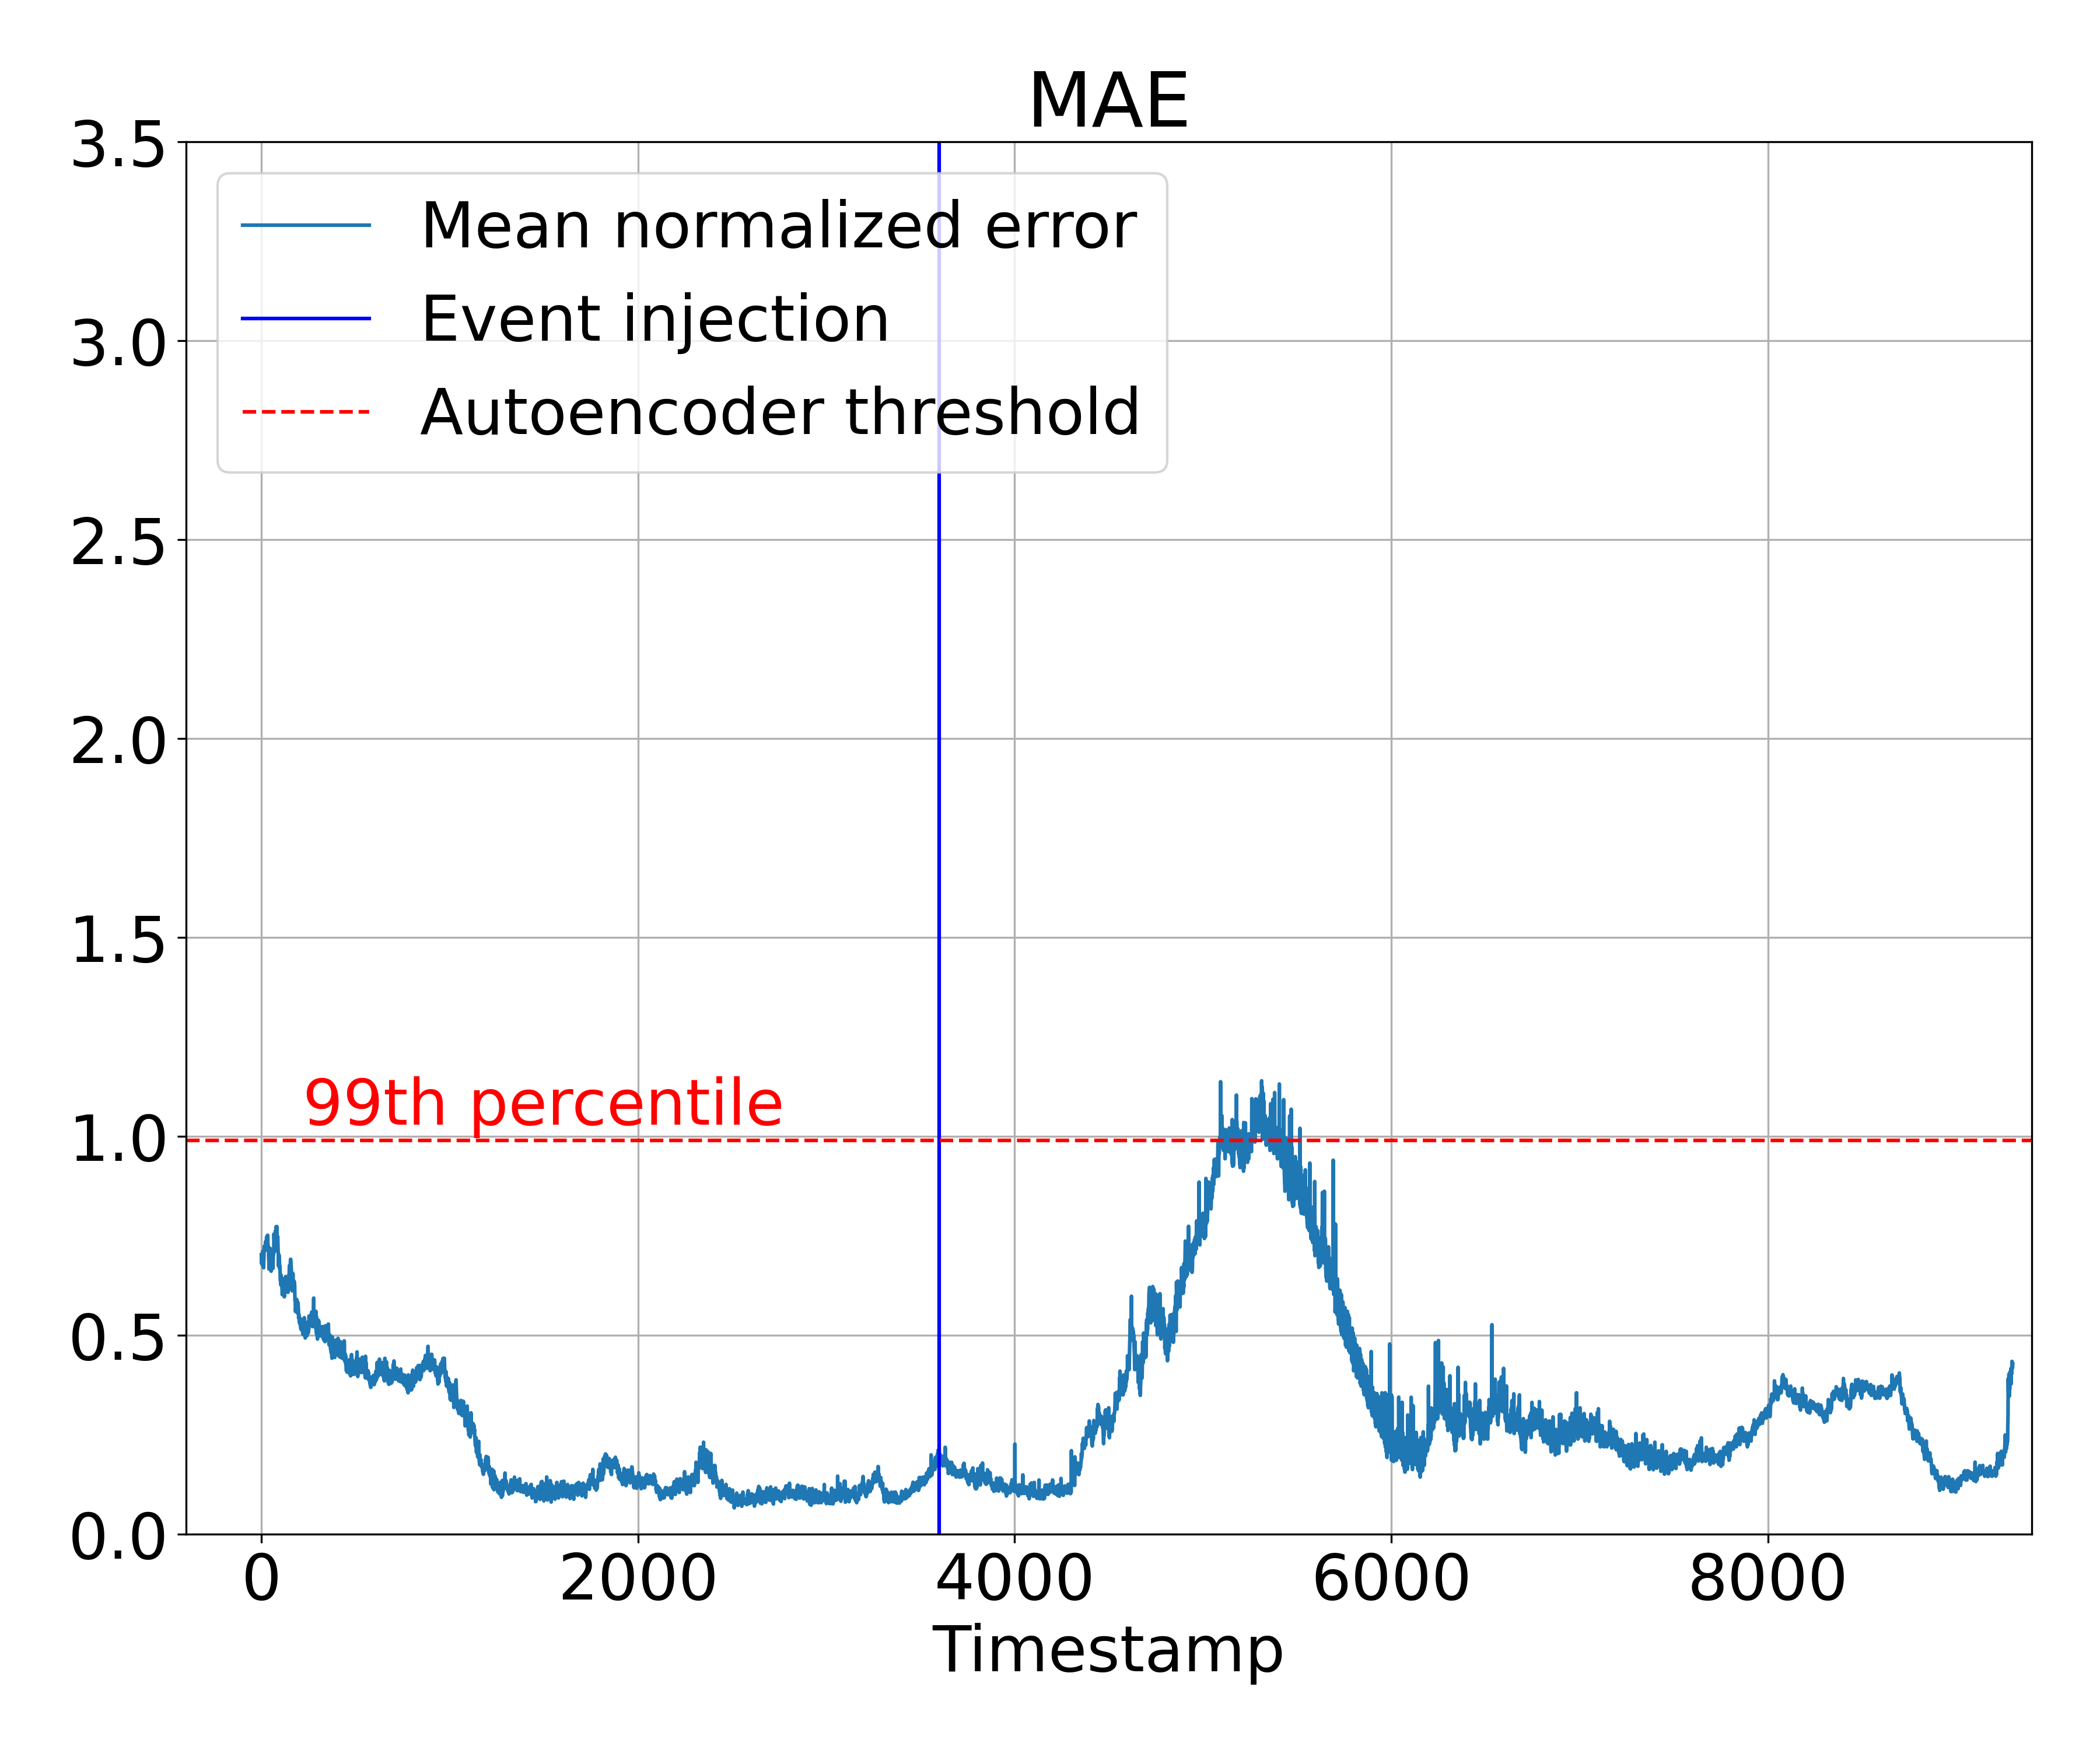 MAE
3.5
3.0
2.5
2.0
1.5
1.0
0.5
0.0
Mean normalized error
Event injection
Autoencoder threshold
99th percentile
0 2000 4000 6000 8000
Timestamp